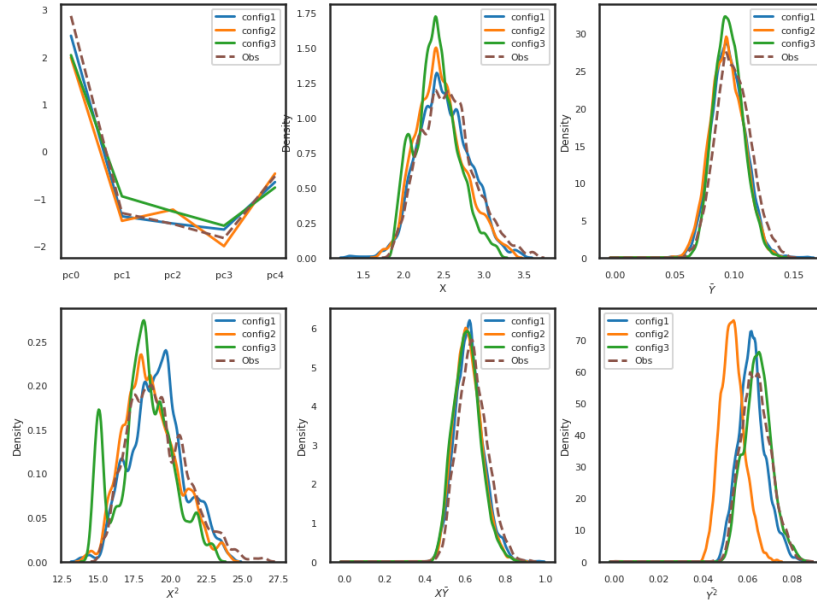 3
2
1
0
−1
−2
pc0 pc1 pc2 pc3 pc4
config1
config2
config3
Obs
1.75
1.50
1.25
1.00
0.75
0.50
0.25
0.00
Density
1.5 2.0 2.5 3.0 3.5
X
config1
config2
config3
Obs
30
25
20
15
10
5
0
Density
0.00 0.05 0.10 0.15
Ỹ
config1
config2
config3
Obs
0.25
0.20
0.15
0.10
0.05
0.00
Density
12.5 15.0 17.5 20.0 22.5 25.0 27.5
X²
config1
config2
config3
Obs
6
5
4
3
2
1
0
Density
0.0 0.2 0.4 0.6 0.8 1.0
XỸ
config1
config2
config3
Obs
70
60
50
40
30
20
10
0
Density
0.00 0.02 0.04 0.06 0.08
Y²
config1
config2
config3
Obs